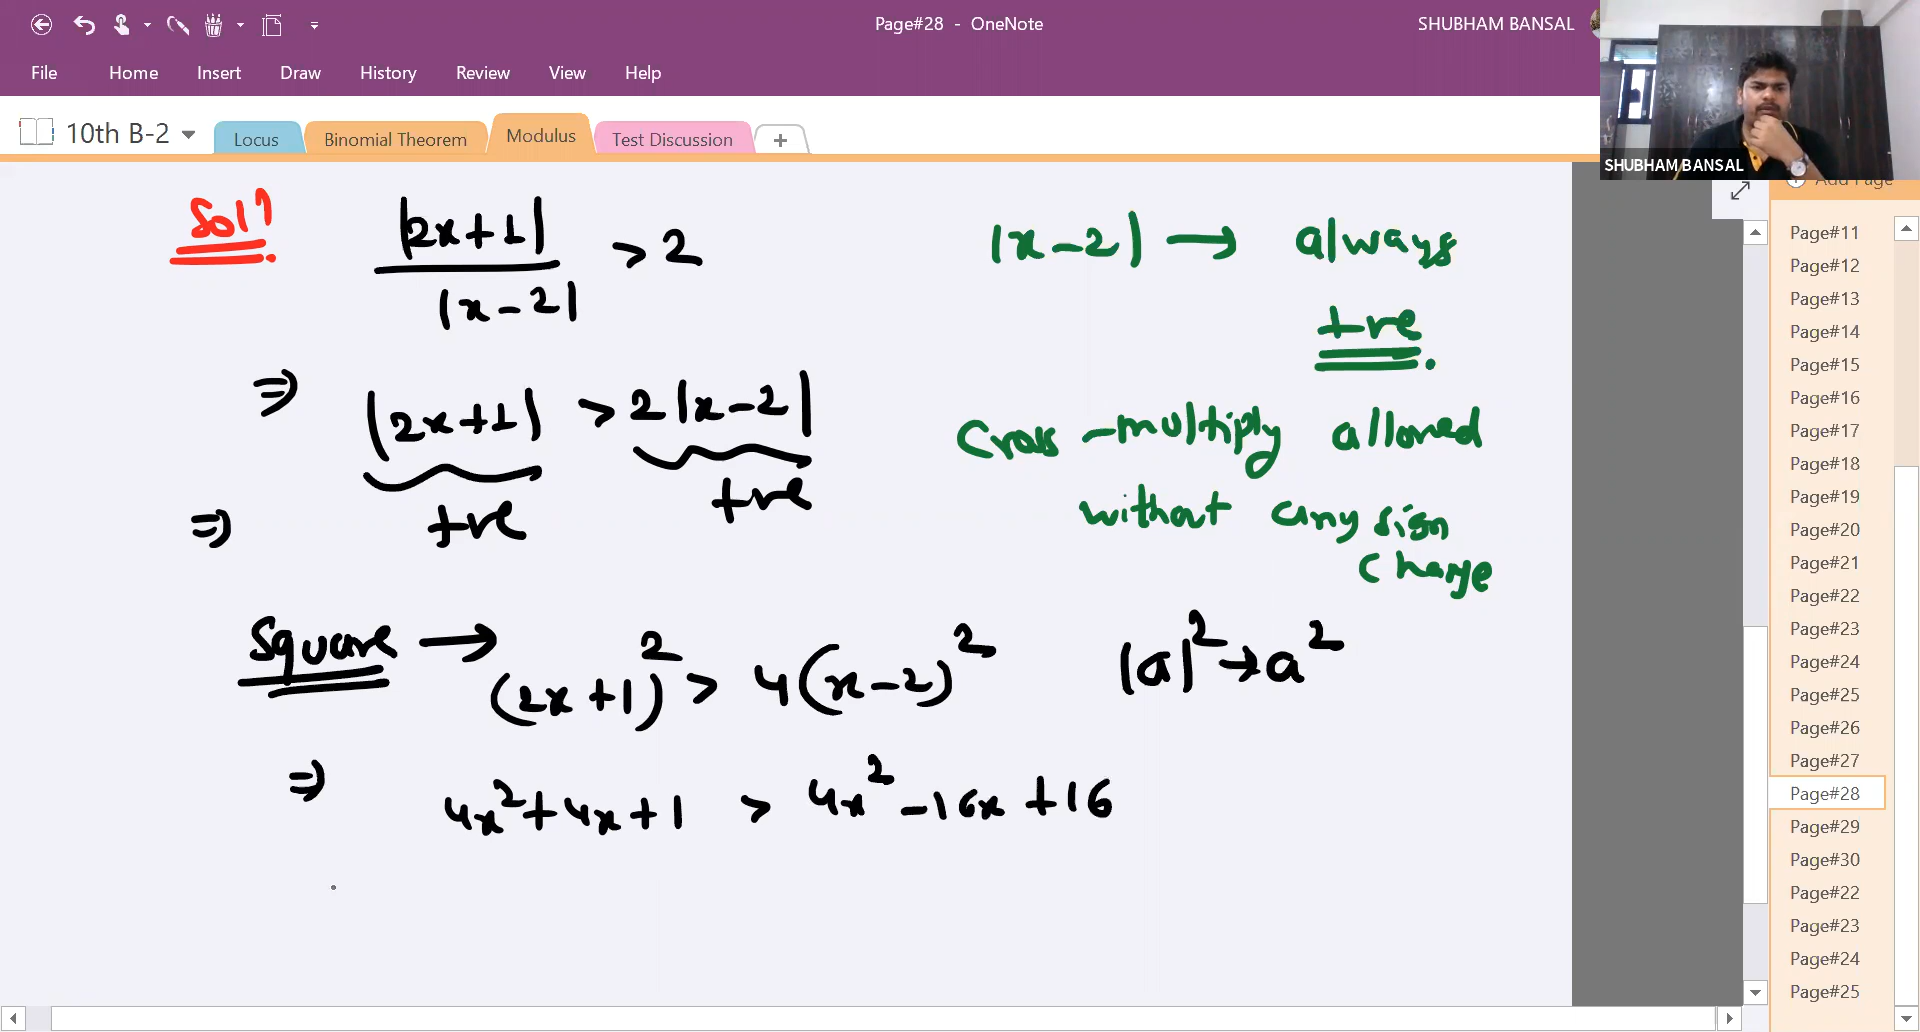 Page#28 - OneNote
SHUBHAM BANSAL
File Home Insert Draw History Review View Help
10th B-2
Locus
Binomial Theorem
Modulus
Test Discussion
+
SHUBHAM BANSAL
Add Page
Soln.
|2x+1|
|x-2|
> 2
⇒ |2x+1| > 2|x-2|
+ve +ve
⇒
Square → (2x+1)² > 4(x-2)²
⇒ 4x²+4x+1 > 4x²-16x+16
|x-2| → always
+ve.
Cross-multiply allowed
without any sign
change
|a|² → a²
Page#11
Page#12
Page#13
Page#14
Page#15
Page#16
Page#17
Page#18
Page#19
Page#20
Page#21
Page#22
Page#23
Page#24
Page#25
Page#26
Page#27
Page#28
Page#29
Page#30
Page#22
Page#23
Page#24
Page#25